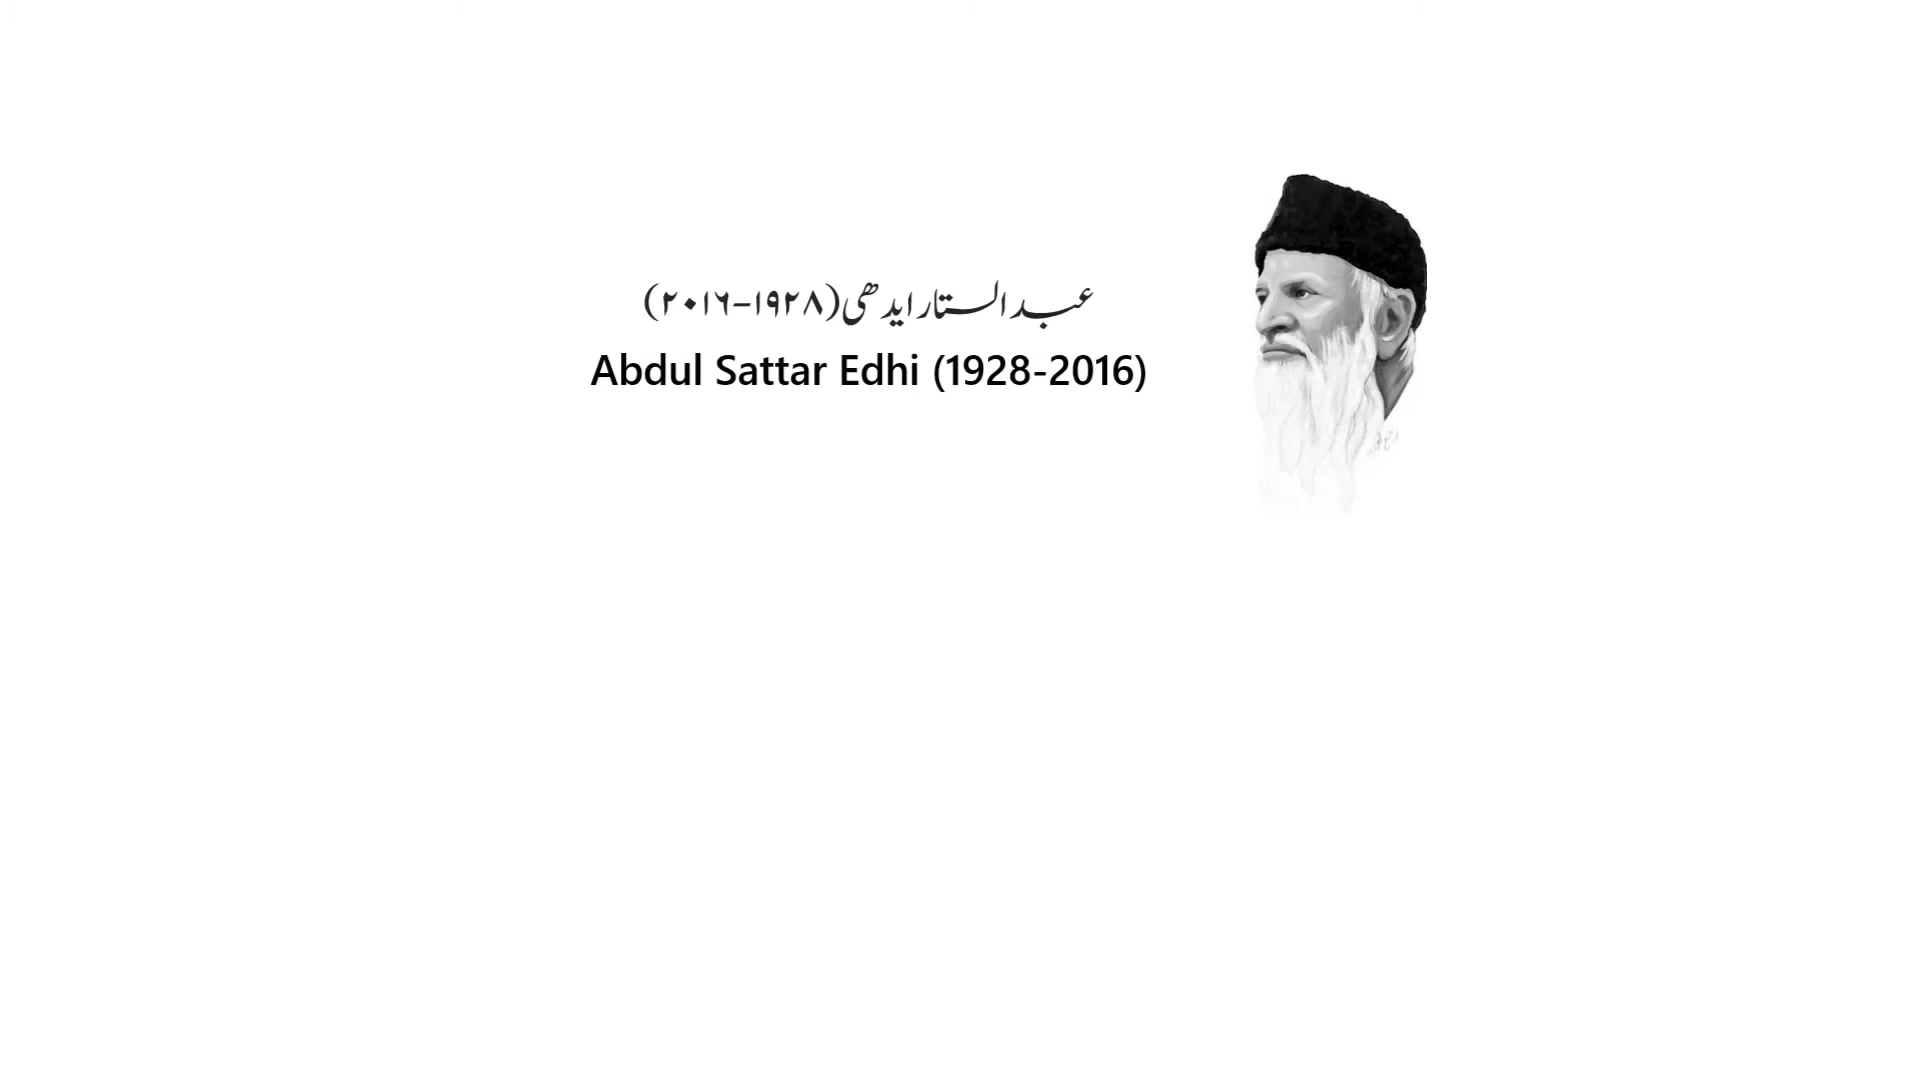 عبدالستار ایدھی (۱۹۲۸-۲۰۱۶)
Abdul Sattar Edhi (1928-2016)